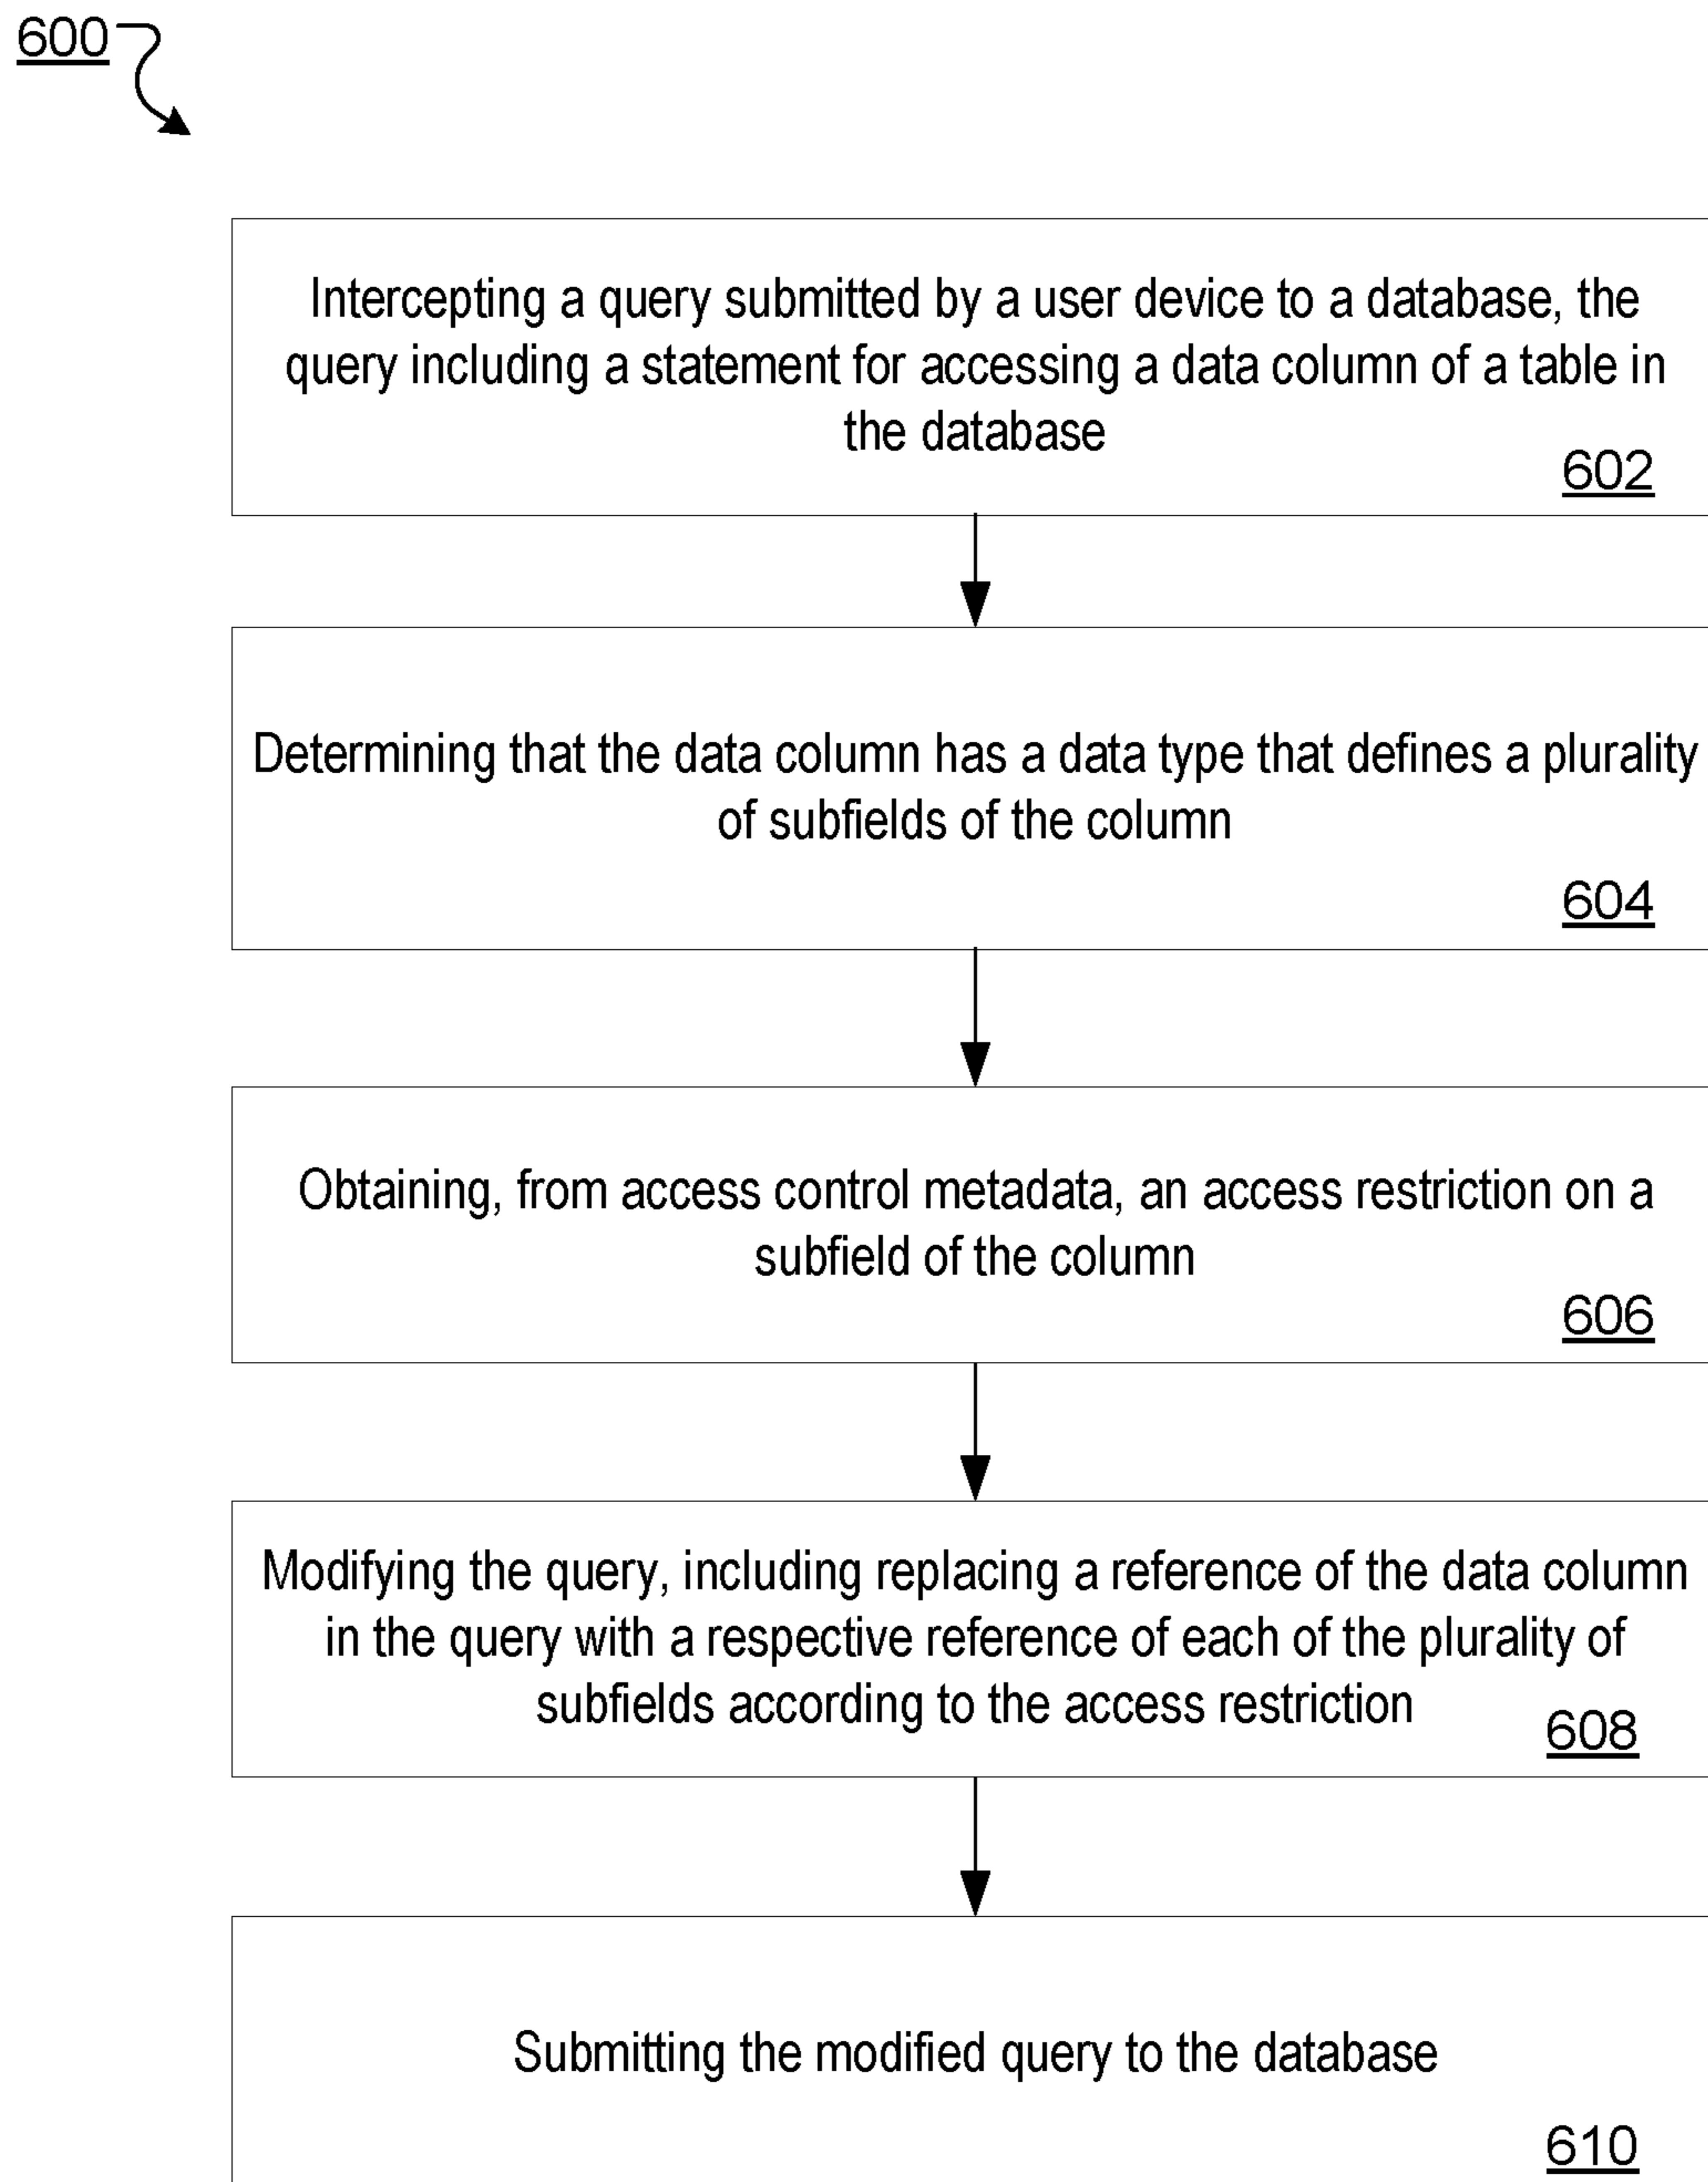 600
Intercepting a query submitted by a user device to a database, the
query including a statement for accessing a data column of a table in
the database
602
Determining that the data column has a data type that defines a plurality
of subfields of the column
604
Obtaining, from access control metadata, an access restriction on a
subfield of the column
606
Modifying the query, including replacing a reference of the data column
in the query with a respective reference of each of the plurality of
subfields according to the access restriction
608
Submitting the modified query to the database
610